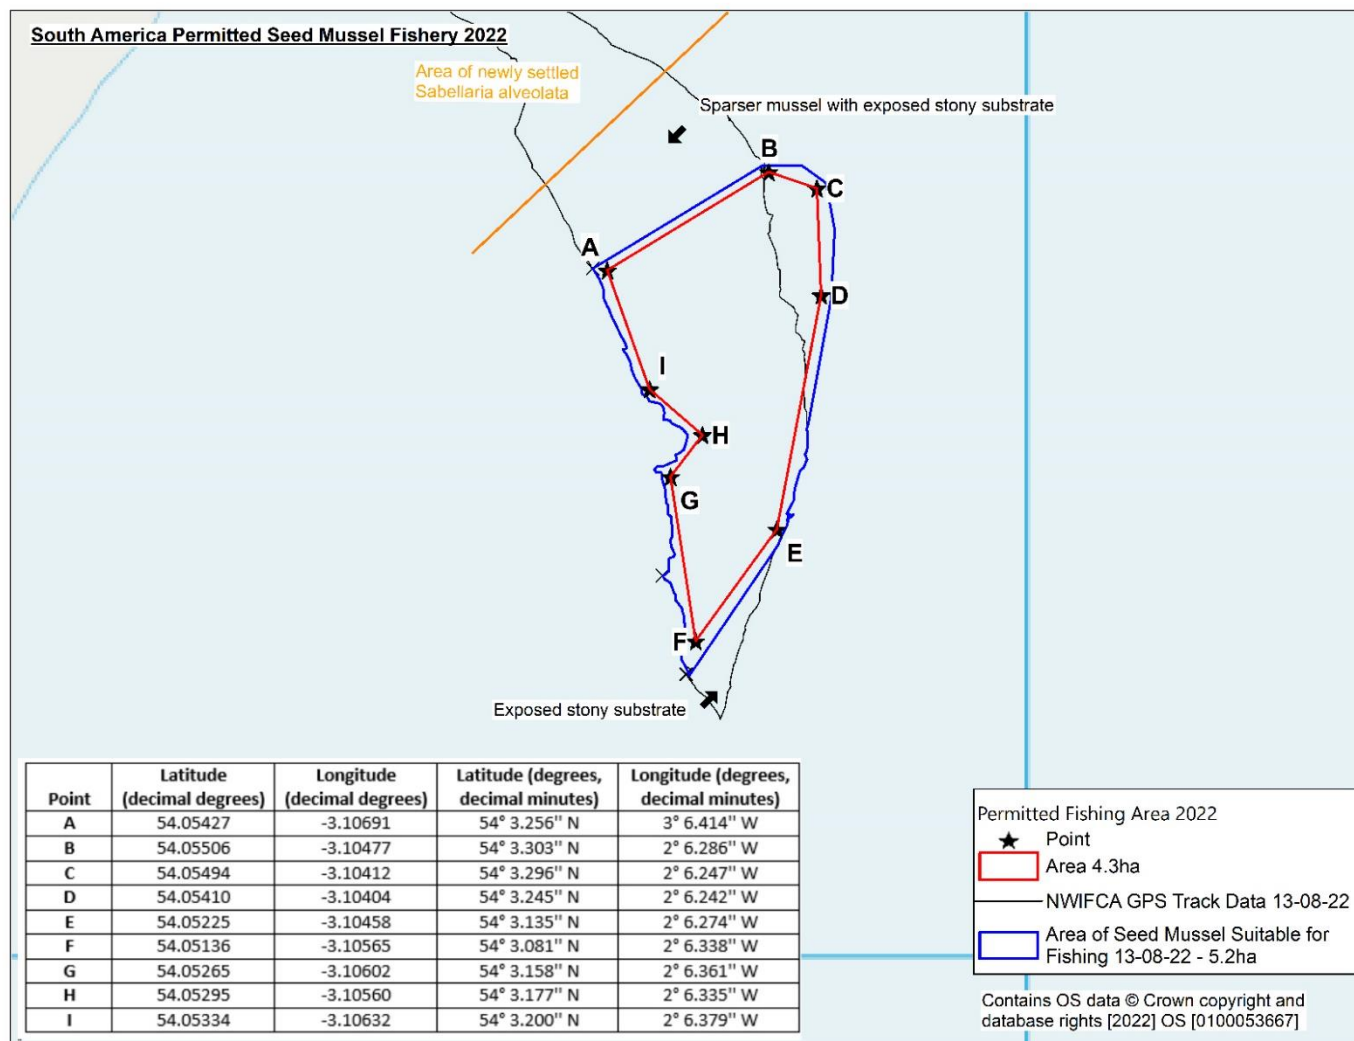 South America Permitted Seed Mussel Fishery 2022
Area of newly settled
Sabellaria alveolata
Sparser mussel with exposed stony substrate
B
C
A
D
I
H
G
E
F
Exposed stony substrate
Point Latitude (decimal degrees) Longitude (decimal degrees) Latitude (degrees, decimal minutes) Longitude (degrees, decimal minutes)
A 54.05427 -3.10691 54° 3.256" N 3° 6.414" W
B 54.05506 -3.10477 54° 3.303" N 2° 6.286" W
C 54.05494 -3.10412 54° 3.296" N 2° 6.247" W
D 54.05410 -3.10404 54° 3.245" N 2° 6.242" W
E 54.05225 -3.10458 54° 3.135" N 2° 6.274" W
F 54.05136 -3.10565 54° 3.081" N 2° 6.338" W
G 54.05265 -3.10602 54° 3.158" N 2° 6.361" W
H 54.05295 -3.10560 54° 3.177" N 2° 6.335" W
I 54.05334 -3.10632 54° 3.200" N 2° 6.379" W
Permitted Fishing Area 2022
Point
Area 4.3ha
NWIFCA GPS Track Data 13-08-22
Area of Seed Mussel Suitable for
Fishing 13-08-22 - 5.2ha
Contains OS data © Crown copyright and
database rights [2022] OS [0100053667]